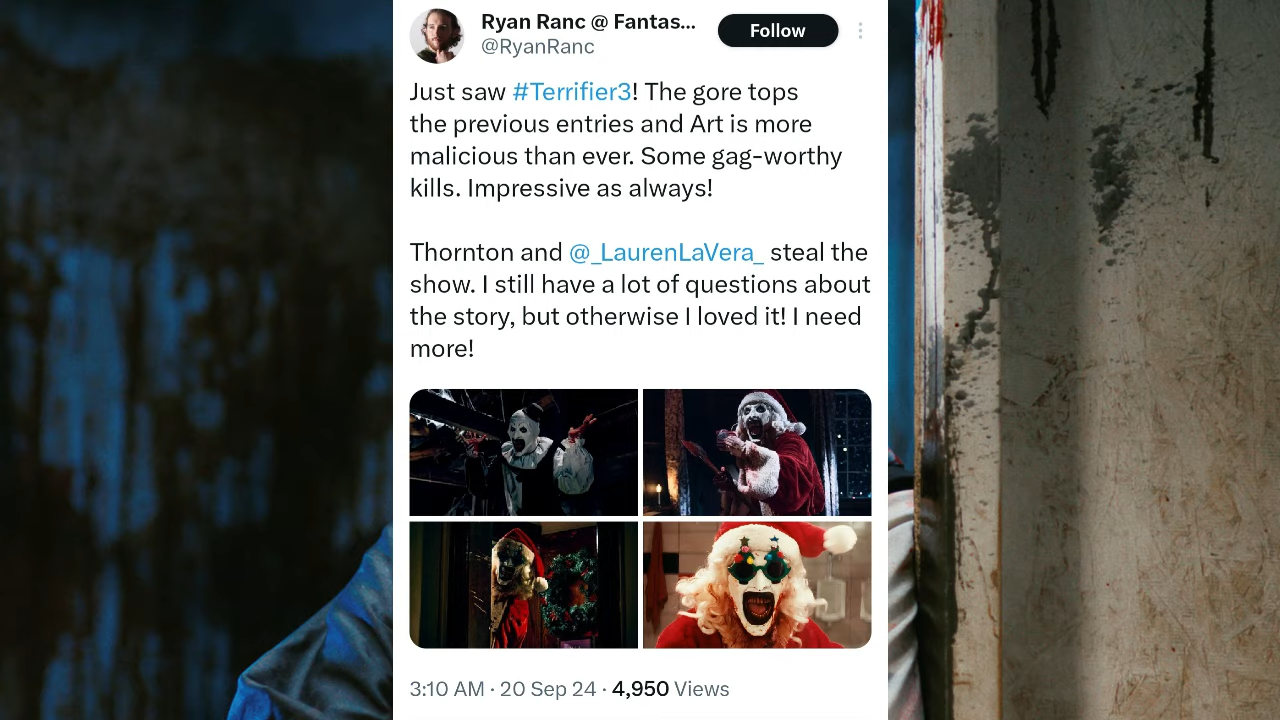 Ryan Ranc @ Fantas...
@RyanRanc
Follow
Just saw #Terrifier3! The gore tops
the previous entries and Art is more
malicious than ever. Some gag-worthy
kills. Impressive as always!
Thornton and @_LaurenLaVera_ steal the
show. I still have a lot of questions about
the story, but otherwise I loved it! I need
more!
3:10 AM · 20 Sep 24 · 4,950 Views